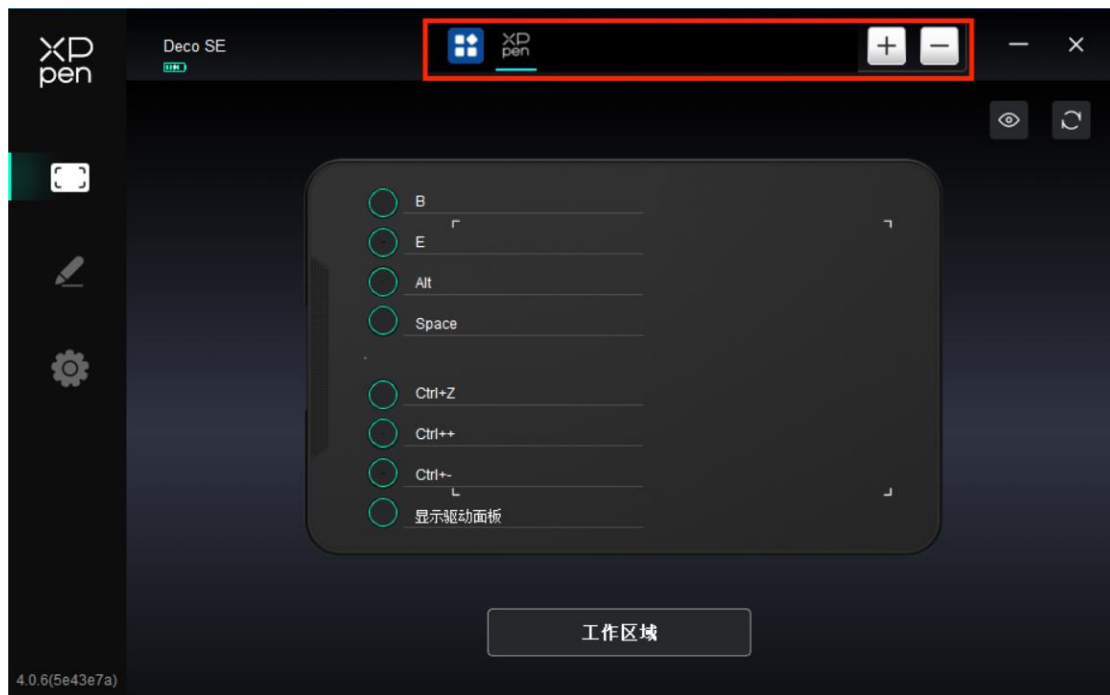 XP
pen
Deco SE
XP
pen
B
E
Alt
Space
Ctrl+Z
Ctrl++
Ctrl+-
显示驱动面板
工作区域
4.0.6(5e43e7a)